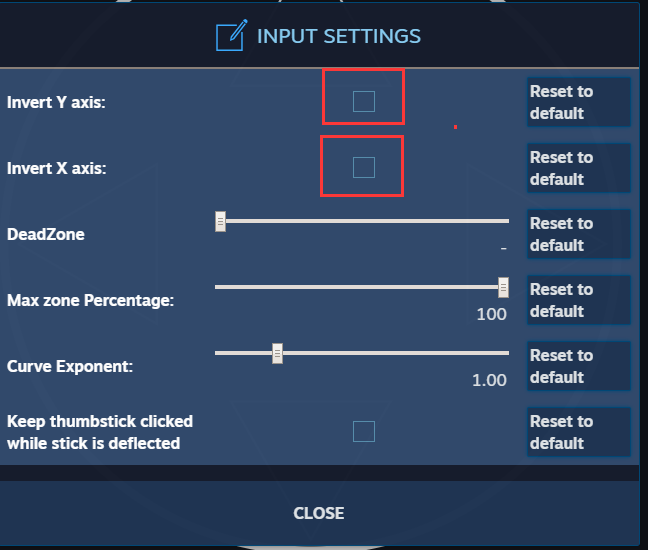 INPUT SETTINGS
Invert Y axis:
Reset to
default
Invert X axis:
Reset to
default
DeadZone
-
Reset to
default
Max zone Percentage:
100
Reset to
default
Curve Exponent:
1.00
Reset to
default
Keep thumbstick clicked
while stick is deflected
Reset to
default
CLOSE